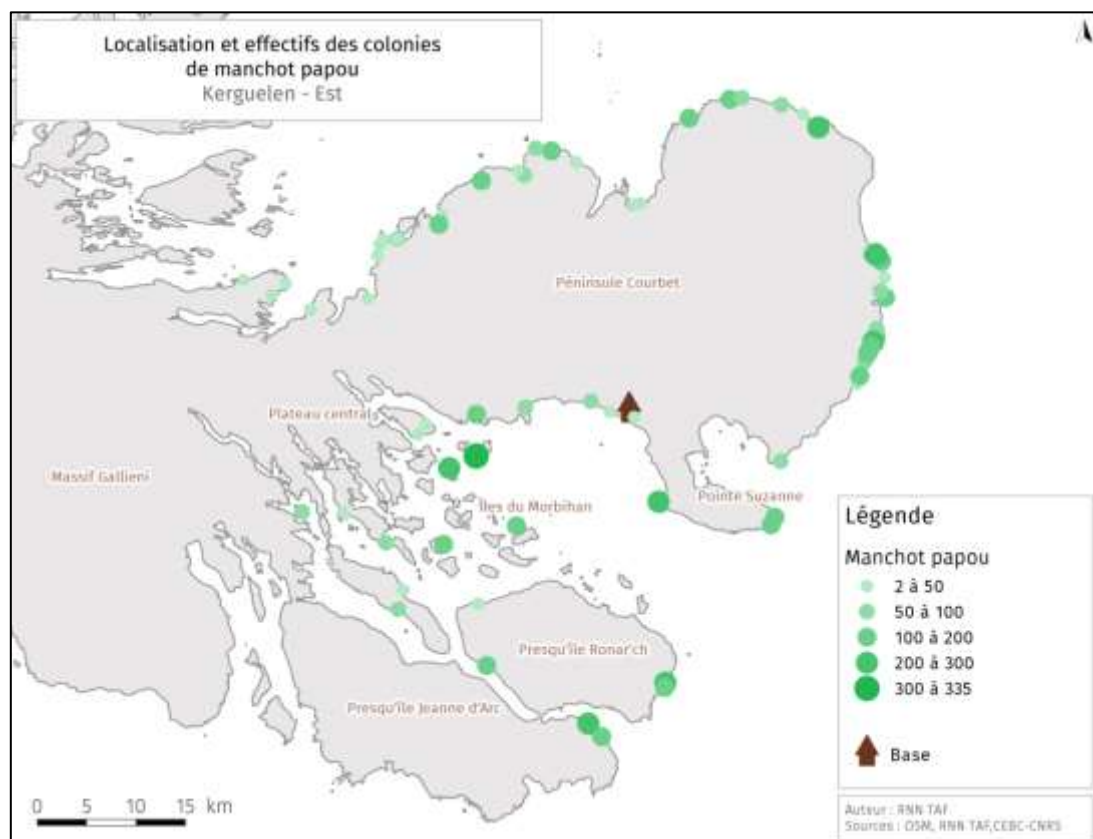 Localisation et effectifs des colonies
de manchot papou
Kerguelen - Est
Péninsule Courbet
Plateau central
Massif Gallieni
Îles du Morbihan
Pointe Suzanne
Presqu'île Ronar'ch
Presqu'île Jeanne d'Arc
Légende
Manchot papou
2 à 50
50 à 100
100 à 200
200 à 300
300 à 335
Base
0 5 10 15 km
Auteur : RNN TAF
Sources : OSM, RNN TAF,CEBC-CNRS